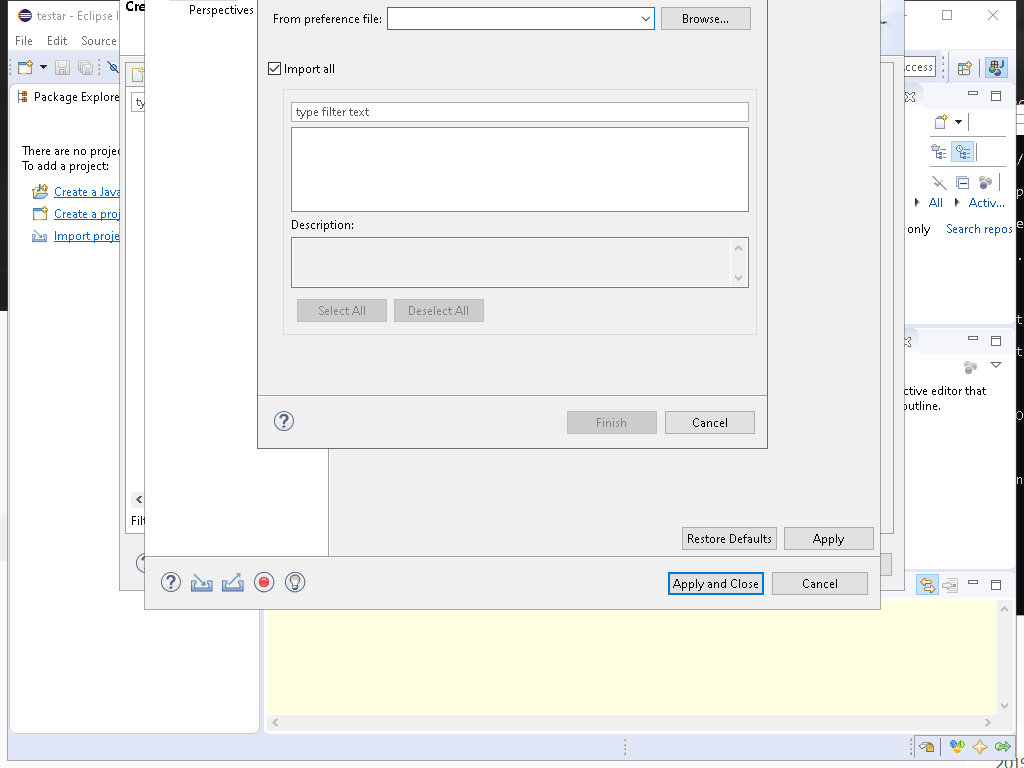 testar - Eclipse I
Cre
Perspectives
From preference file:
Browse...
File Edit Source
ccess
Import all
Package Explore
ty
type filter text
There are no projec
To add a project:
Create a Java
Create a proj
Import proje
Description:
All
Activ...
only
Search repos
Select All
Deselect All
ctive editor that
outline.
Finish
Cancel
Filt
Restore Defaults
Apply
Apply and Close
Cancel
2019